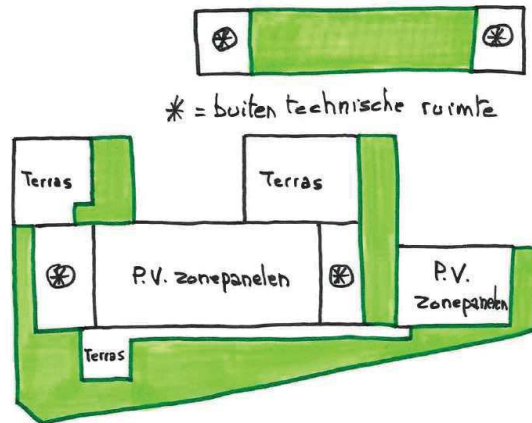 ✳ ✳
✳ = buiten technische ruimte
Terras
Terras
✳ P.V. zonepanelen ✳
P.V.
zonepanelen
Terras